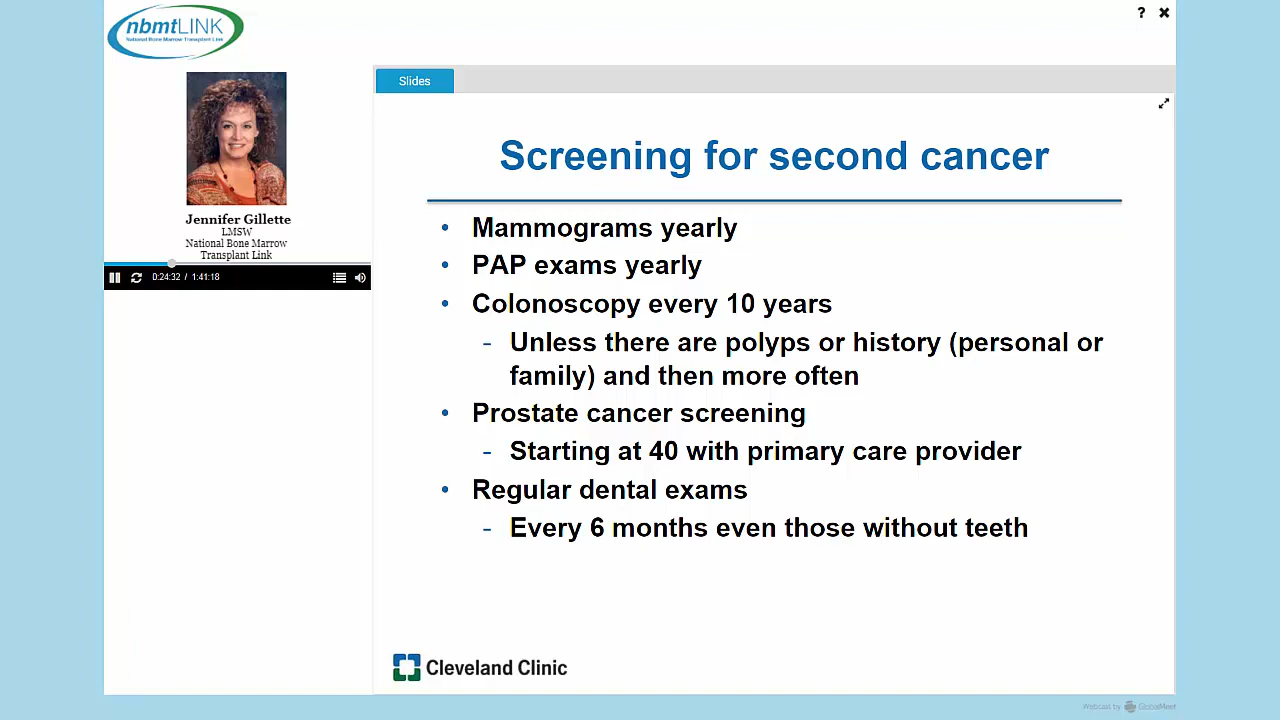 nbmtLINK
National Bone Marrow Transplant Link
? ×
Jennifer Gillette
LMSW
National Bone Marrow
Transplant Link
0:24:32 / 1:41:18
Slides
Screening for second cancer
• Mammograms yearly
• PAP exams yearly
• Colonoscopy every 10 years
- Unless there are polyps or history (personal or
family) and then more often
• Prostate cancer screening
- Starting at 40 with primary care provider
• Regular dental exams
- Every 6 months even those without teeth
Cleveland Clinic
Webcast by GlobalMeet